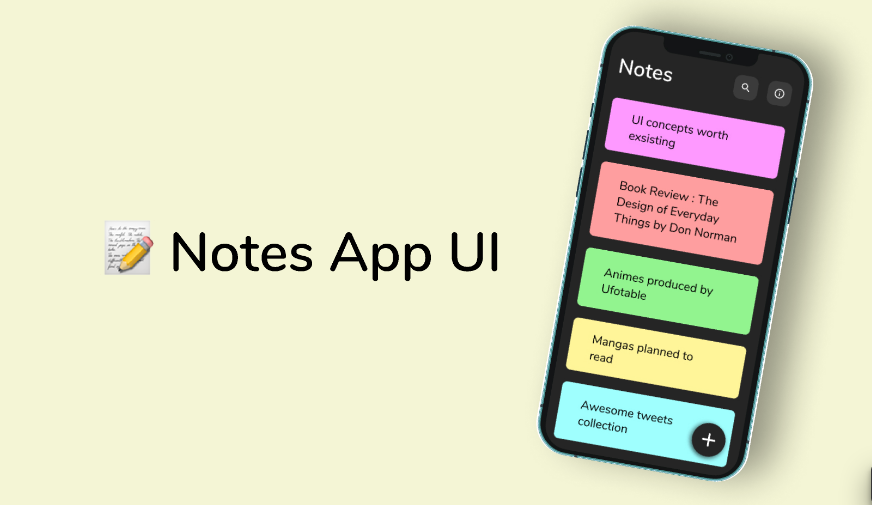 Notes App UI
Notes
UI concepts worth
exsisting
Book Review : The
Design of Everyday
Things by Don Norman
Animes produced by
Ufotable
Mangas planned to
read
Awesome tweets
collection